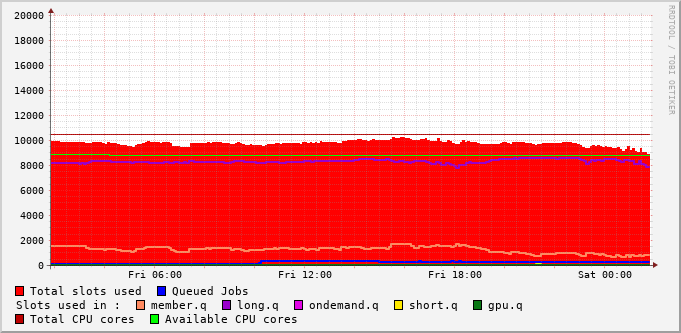 20000
18000
16000
14000
12000
10000
8000
6000
4000
2000
0
Fri 06:00 Fri 12:00 Fri 18:00 Sat 00:00
RRDTOOL / TOBI OETIKER
Total slots used Queued Jobs
Slots used in : member.q long.q ondemand.q short.q gpu.q
Total CPU cores Available CPU cores